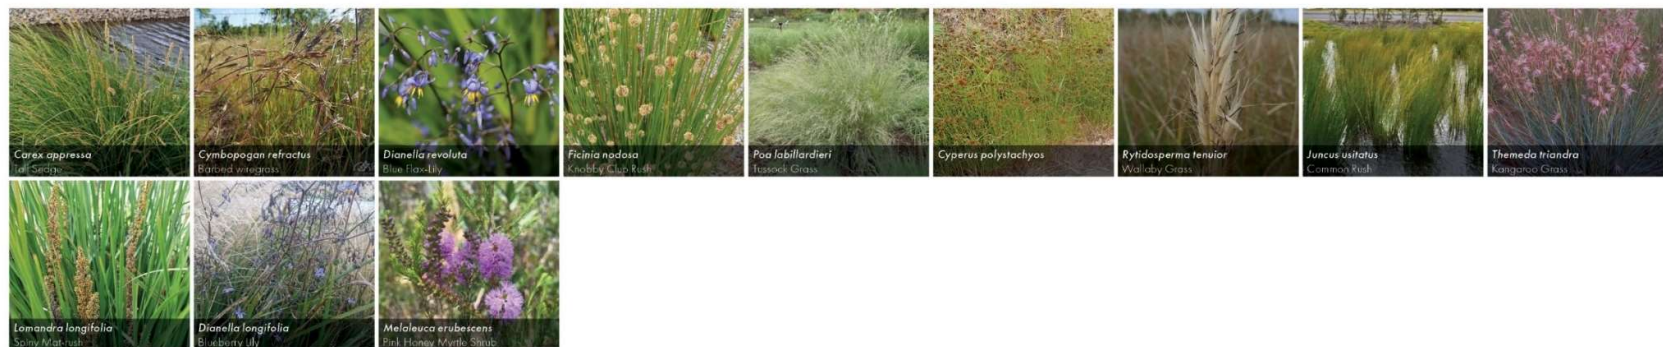 Carex appressa
Tall Sedge
Cymbopogan refractus
Barbed wiregrass
Dianella revoluta
Blue Flax-Lily
Ficinia nodosa
Knobby Club Rush
Poa labillardieri
Tussock Grass
Cyperus polystachyos
Rytidosperma tenuior
Wallaby Grass
Juncus usitatus
Common Rush
Themeda triandra
Kangaroo Grass
Lomandra longifolia
Spiny Mat-rush
Dianella longifolia
Blueberry Lily
Melaleuca erubescens
Pink Honey Myrtle Shrub